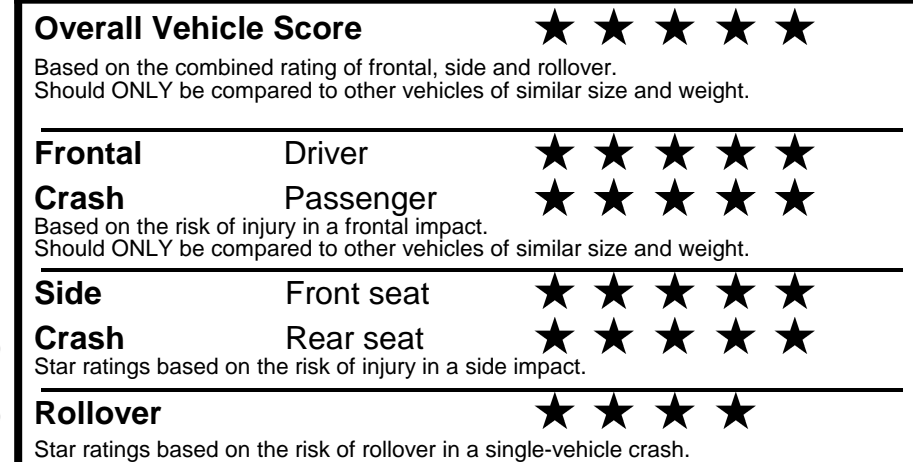 Overall Vehicle Score ★ ★ ★ ★ ★
Based on the combined rating of frontal, side and rollover.
Should ONLY be compared to other vehicles of similar size and weight.
Frontal Driver ★ ★ ★ ★ ★
Crash Passenger ★ ★ ★ ★ ★
Based on the risk of injury in a frontal impact.
Should ONLY be compared to other vehicles of similar size and weight.
Side Front seat ★ ★ ★ ★ ★
Crash Rear seat ★ ★ ★ ★ ★
Star ratings based on the risk of injury in a side impact.
Rollover ★ ★ ★ ★
Star ratings based on the risk of rollover in a single-vehicle crash.